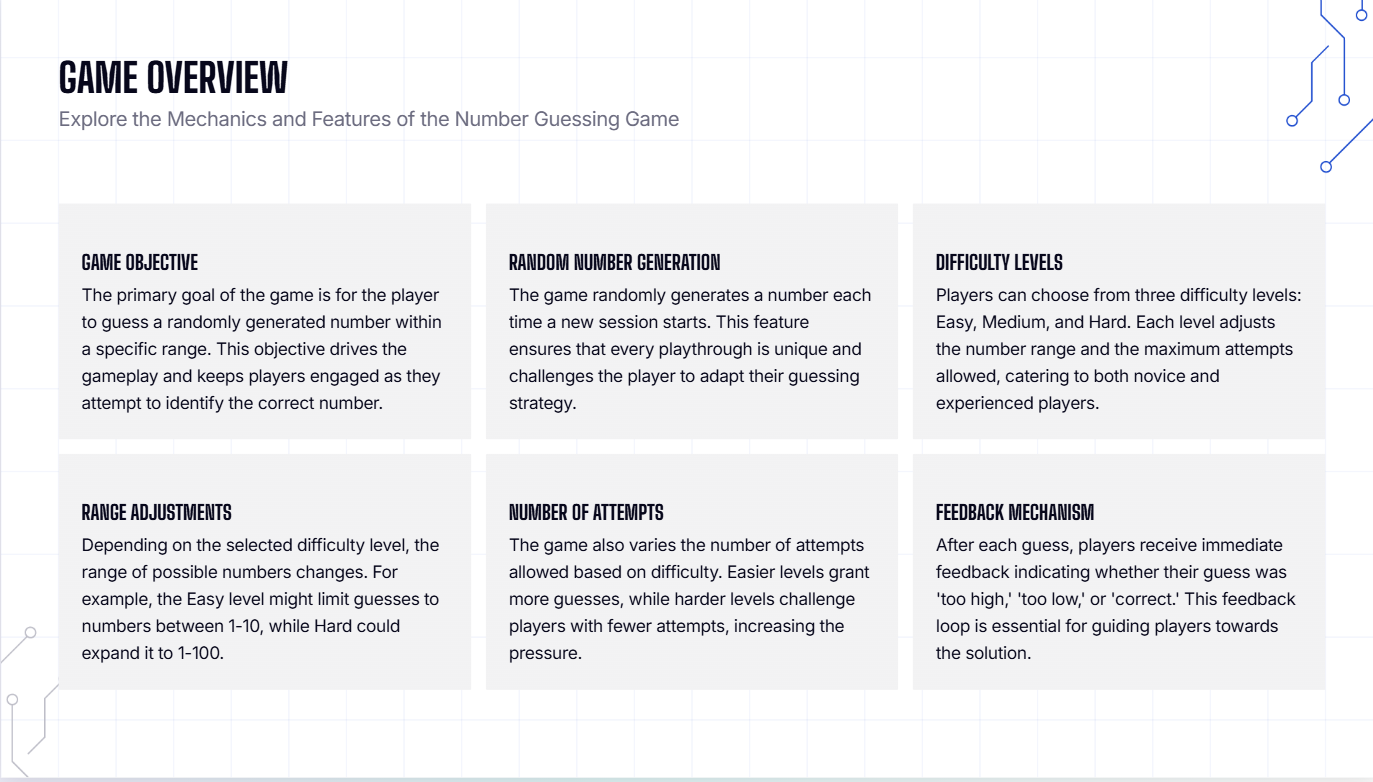 GAME OVERVIEW
Explore the Mechanics and Features of the Number Guessing Game
GAME OBJECTIVE
The primary goal of the game is for the player
to guess a randomly generated number within
a specific range. This objective drives the
gameplay and keeps players engaged as they
attempt to identify the correct number.
RANDOM NUMBER GENERATION
The game randomly generates a number each
time a new session starts. This feature
ensures that every playthrough is unique and
challenges the player to adapt their guessing
strategy.
DIFFICULTY LEVELS
Players can choose from three difficulty levels:
Easy, Medium, and Hard. Each level adjusts
the number range and the maximum attempts
allowed, catering to both novice and
experienced players.
RANGE ADJUSTMENTS
Depending on the selected difficulty level, the
range of possible numbers changes. For
example, the Easy level might limit guesses to
numbers between 1-10, while Hard could
expand it to 1-100.
NUMBER OF ATTEMPTS
The game also varies the number of attempts
allowed based on difficulty. Easier levels grant
more guesses, while harder levels challenge
players with fewer attempts, increasing the
pressure.
FEEDBACK MECHANISM
After each guess, players receive immediate
feedback indicating whether their guess was
'too high,' 'too low,' or 'correct.' This feedback
loop is essential for guiding players towards
the solution.